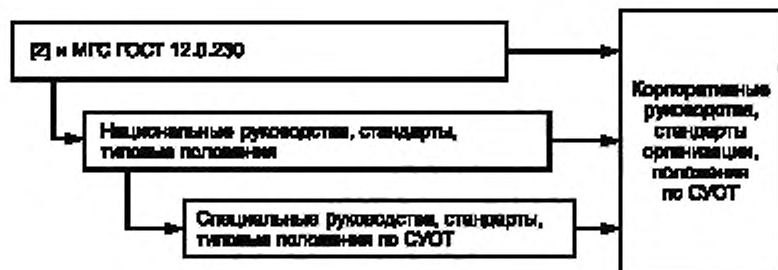 [2] и МГС ГОСТ 12.0.230
Национальные руководства, стандарты,
типовые положения
Специальные руководства, стандарты,
типовые положения по СУОТ
Корпоративные
руководства,
стандарты
организации,
положения
по СУОТ